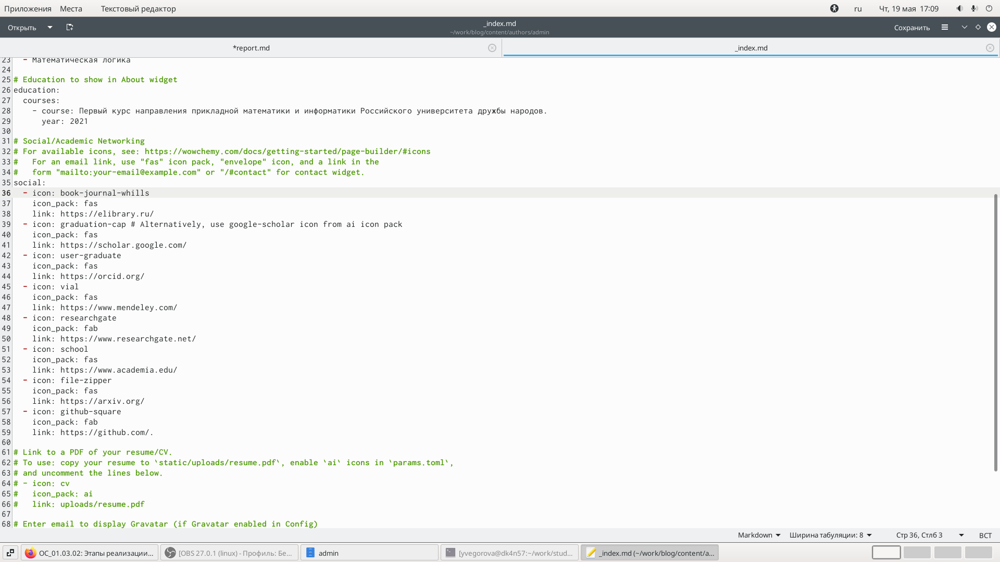 Приложения Места Текстовый редактор ru Чт, 19 мая 17:09
Открыть _index.md Сохранить
~/work/blog/content/authors/admin
*report.md _index.md
23   - Математическая логика
24
25 # Education to show in About widget
26 education:
27   courses:
28     - course: Первый курс направления прикладной математики и информатики Российского университета дружбы народов.
29       year: 2021
30
31 # Social/Academic Networking
32 # For available icons, see: https://wowchemy.com/docs/getting-started/page-builder/#icons
33 #   For an email link, use "fas" icon pack, "envelope" icon, and a link in the
34 #   form "mailto:your-email@example.com" or "/#contact" for contact widget.
35 social:
36   - icon: book-journal-whills
37     icon_pack: fas
38     link: https://elibrary.ru/
39   - icon: graduation-cap # Alternatively, use google-scholar icon from ai icon pack
40     icon_pack: fas
41     link: https://scholar.google.com/
42   - icon: user-graduate
43     icon_pack: fas
44     link: https://orcid.org/
45   - icon: vial
46     icon_pack: fas
47     link: https://www.mendeley.com/
48   - icon: researchgate
49     icon_pack: fab
50     link: https://www.researchgate.net/
51   - icon: school
52     icon_pack: fas
53     link: https://www.academia.edu/
54   - icon: file-zipper
55     icon_pack: fas
56     link: https://arxiv.org/
57   - icon: github-square
58     icon_pack: fab
59     link: https://github.com/.
60
61 # Link to a PDF of your resume/CV.
62 # To use: copy your resume to `static/uploads/resume.pdf`, enable `ai` icons in `params.toml`,
63 # and uncomment the lines below.
64 # - icon: cv
65 #   icon_pack: ai
66 #   link: uploads/resume.pdf
67
68 # Enter email to display Gravatar (if Gravatar enabled in Config)
Markdown Ширина табуляции: 8 Стр 36, Стлб 3 ВСТ
ОС_01.03.02: Этапы реализации... [OBS 27.0.1 (linux) - Профиль: Бе... admin [yvegorova@dk4n57:~/work/stud... _index.md (~/work/blog/content/a...